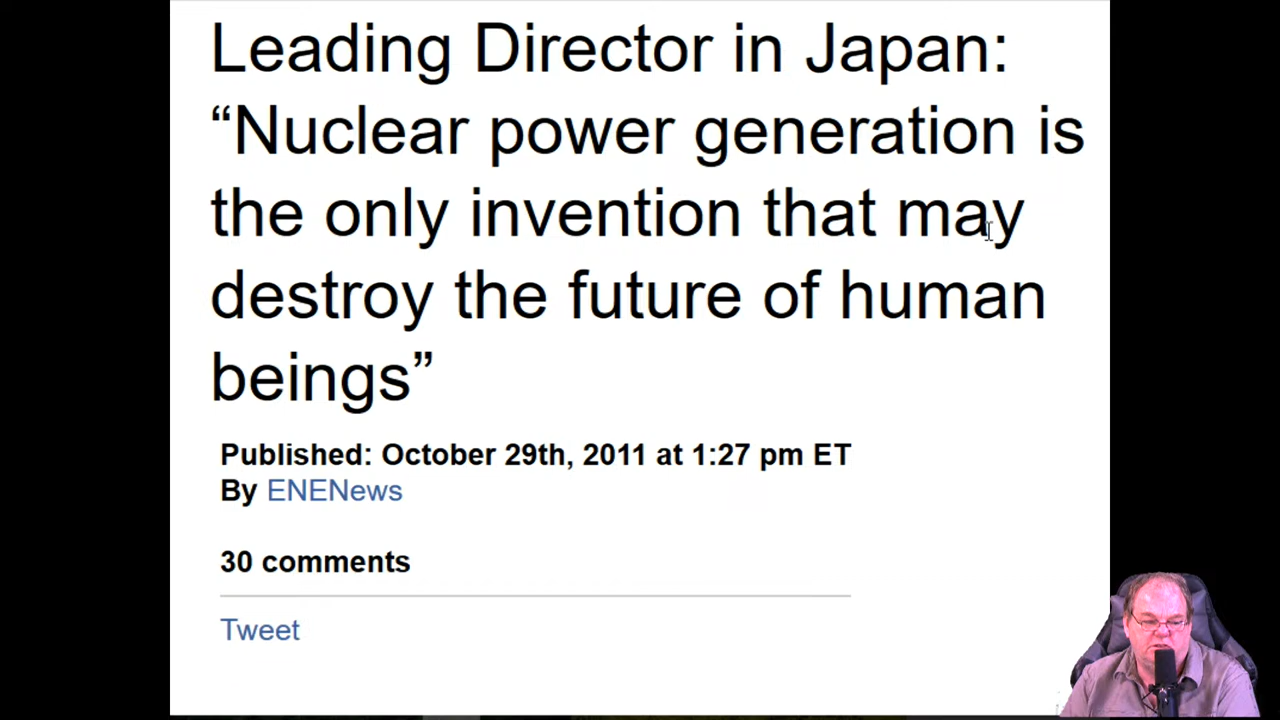 Leading Director in Japan:
“Nuclear power generation is
the only invention that may
destroy the future of human
beings”
Published: October 29th, 2011 at 1:27 pm ET
By ENENews
30 comments
Tweet